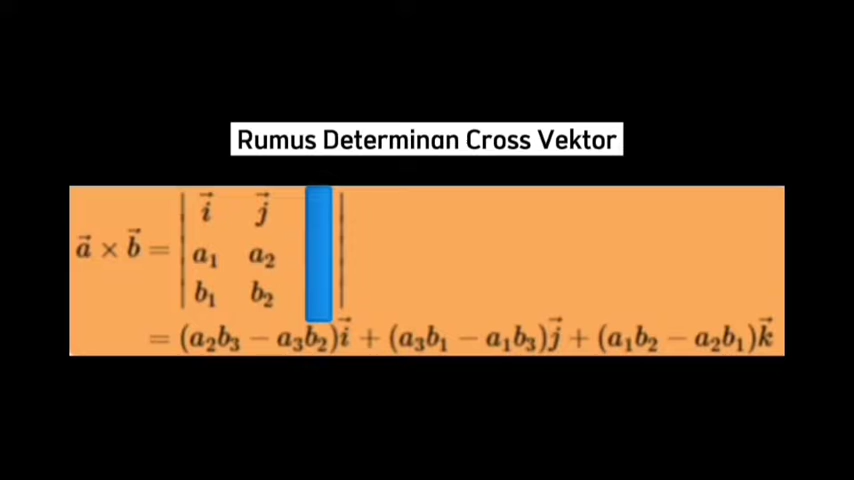 Rumus Determinan Cross Vektor
i⃗ j⃗
a⃗ × b⃗ = | a₁ a₂ |
b₁ b₂
= (a₂b₃ − a₃b₂)i⃗ + (a₃b₁ − a₁b₃)j⃗ + (a₁b₂ − a₂b₁)k⃗